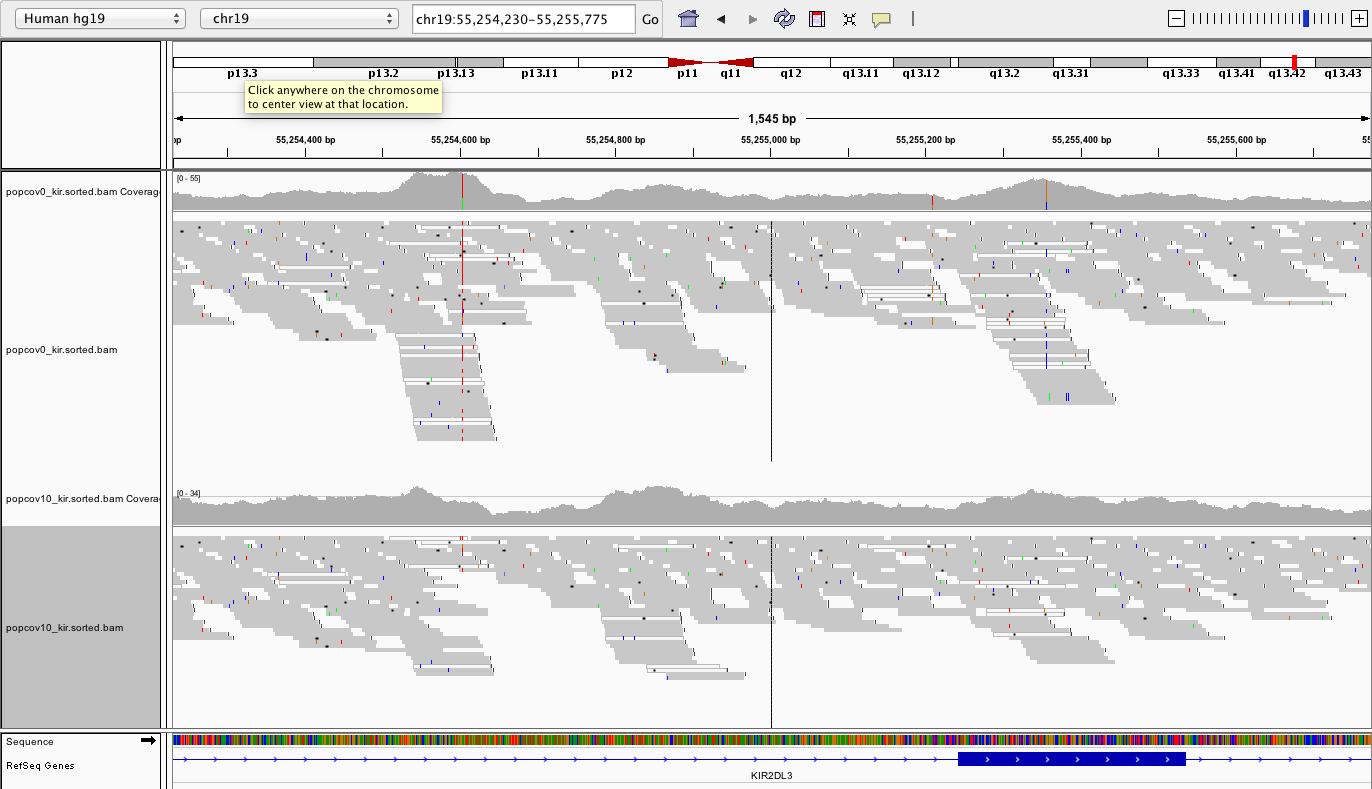 Human hg19 chr19 chr19:55,254,230-55,255,775 Go
p13.3 p13.2 p13.13 p13.11 p12 p11 q11 q12 q13.11 q13.12 q13.2 q13.31 q13.33 q13.41 q13.42 q13.43
Click anywhere on the chromosome
to center view at that location.
1,545 bp
bp 55,254,400 bp 55,254,600 bp 55,254,800 bp 55,255,000 bp 55,255,200 bp 55,255,400 bp 55,255,600 bp 55
[0 - 55]
popcov0_kir.sorted.bam Coverag
popcov0_kir.sorted.bam
[0 - 34]
popcov10_kir.sorted.bam Covera
popcov10_kir.sorted.bam
Sequence
RefSeq Genes
KIR2DL3